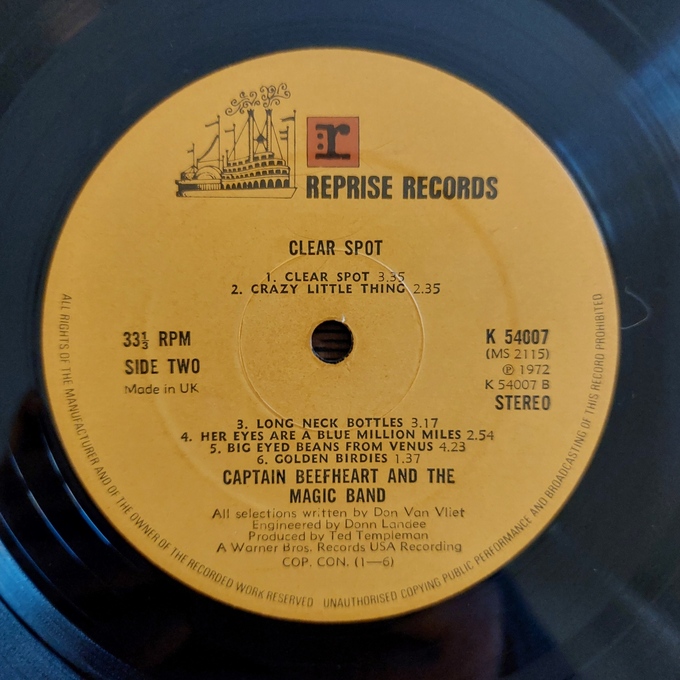 r
REPRISE RECORDS
CLEAR SPOT
1. CLEAR SPOT 3.35
2. CRAZY LITTLE THING 2.35
33⅓ RPM
SIDE TWO
Made in UK
K 54007
(MS 2115)
℗ 1972
K 54007 B
STEREO
3. LONG NECK BOTTLES 3.17
4. HER EYES ARE A BLUE MILLION MILES 2.54
5. BIG EYED BEANS FROM VENUS 4.23
6. GOLDEN BIRDIES 1.37
CAPTAIN BEEFHEART AND THE
MAGIC BAND
All selections written by Don Van Vliet
Engineered by Donn Landee
Produced by Ted Templeman
A Warner Bros. Records USA Recording
COP. CON. (1—6)
ALL RIGHTS OF THE MANUFACTURER AND OF THE OWNER OF THE RECORDED WORK RESERVED UNAUTHORISED COPYING PUBLIC PERFORMANCE AND BROADCASTING OF THIS RECORD PROHIBITED